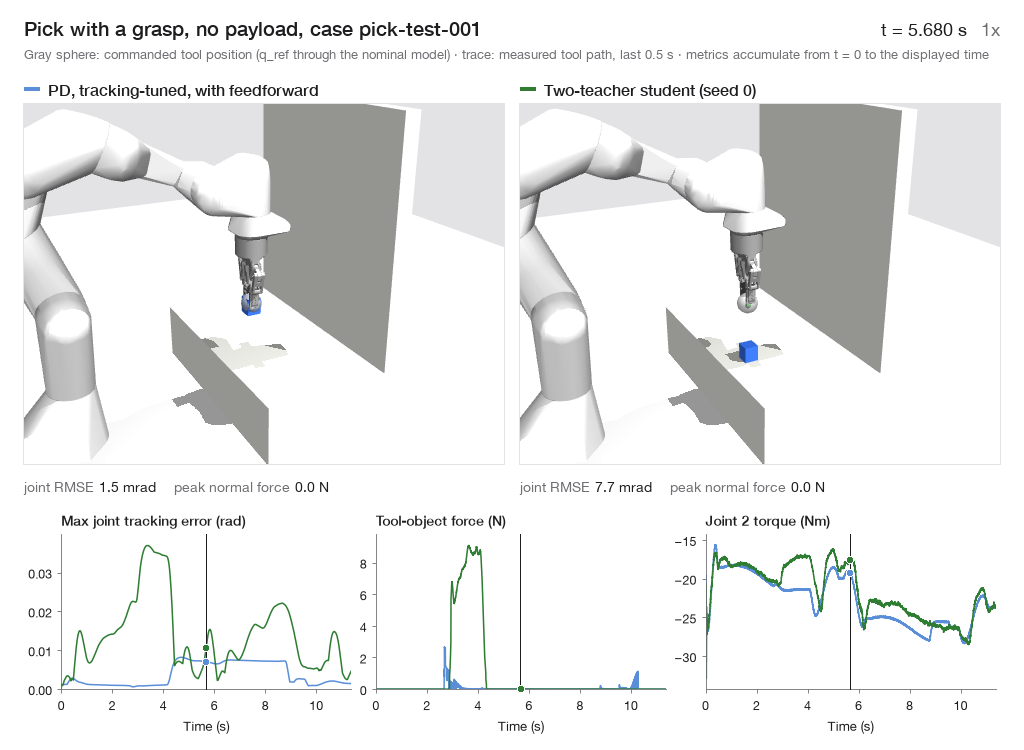 Pick with a grasp, no payload, case pick-test-001
t = 5.680 s 1x
Gray sphere: commanded tool position (q_ref through the nominal model) · trace: measured tool path, last 0.5 s · metrics accumulate from t = 0 to the displayed time
PD, tracking-tuned, with feedforward
Two-teacher student (seed 0)
joint RMSE 1.5 mrad peak normal force 0.0 N
joint RMSE 7.7 mrad peak normal force 0.0 N
Max joint tracking error (rad)
0.03
0.02
0.01
0.00
0 2 4 6 8 10
Time (s)
Tool-object force (N)
8
6
4
2
0
0 2 4 6 8 10
Time (s)
Joint 2 torque (Nm)
−15
−20
−25
−30
0 2 4 6 8 10
Time (s)